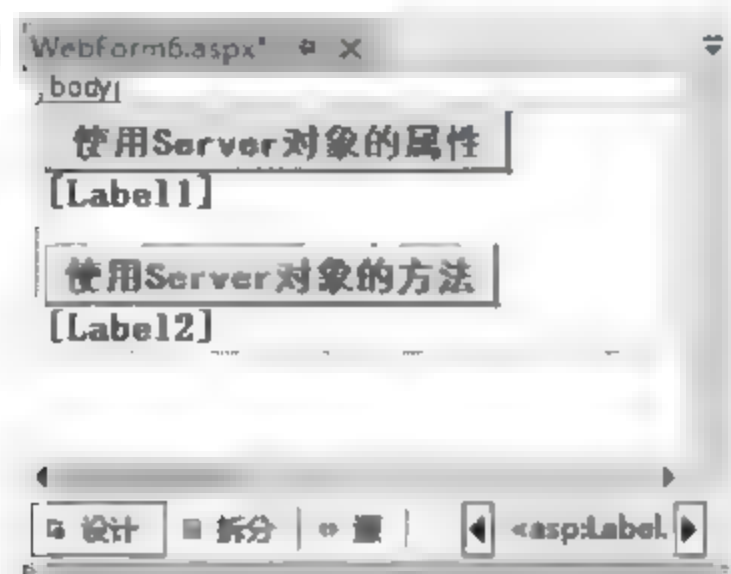 WebForm6.aspx*
body
使用Server对象的属性
[Label1]
使用Server对象的方法
[Label2]
设计 拆分 源 <asp:Label.